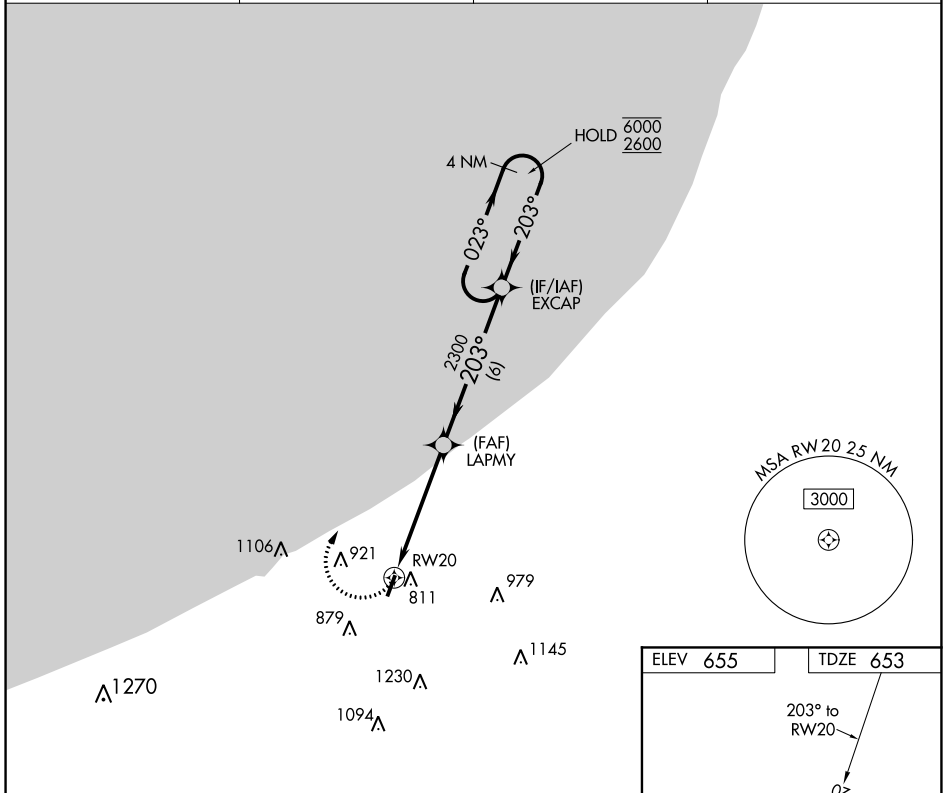 HOLD 6000
2600
4 NM
023°
203°
(IF/IAF)
EXCAP
2300
203°
(6)
(FAF)
LAPMY
MSA RW20 25 NM
3000
1106
921
RW20
811
979
879
1145
1230
1270
1094
ELEV 655
TDZE 653
203° to
RW20